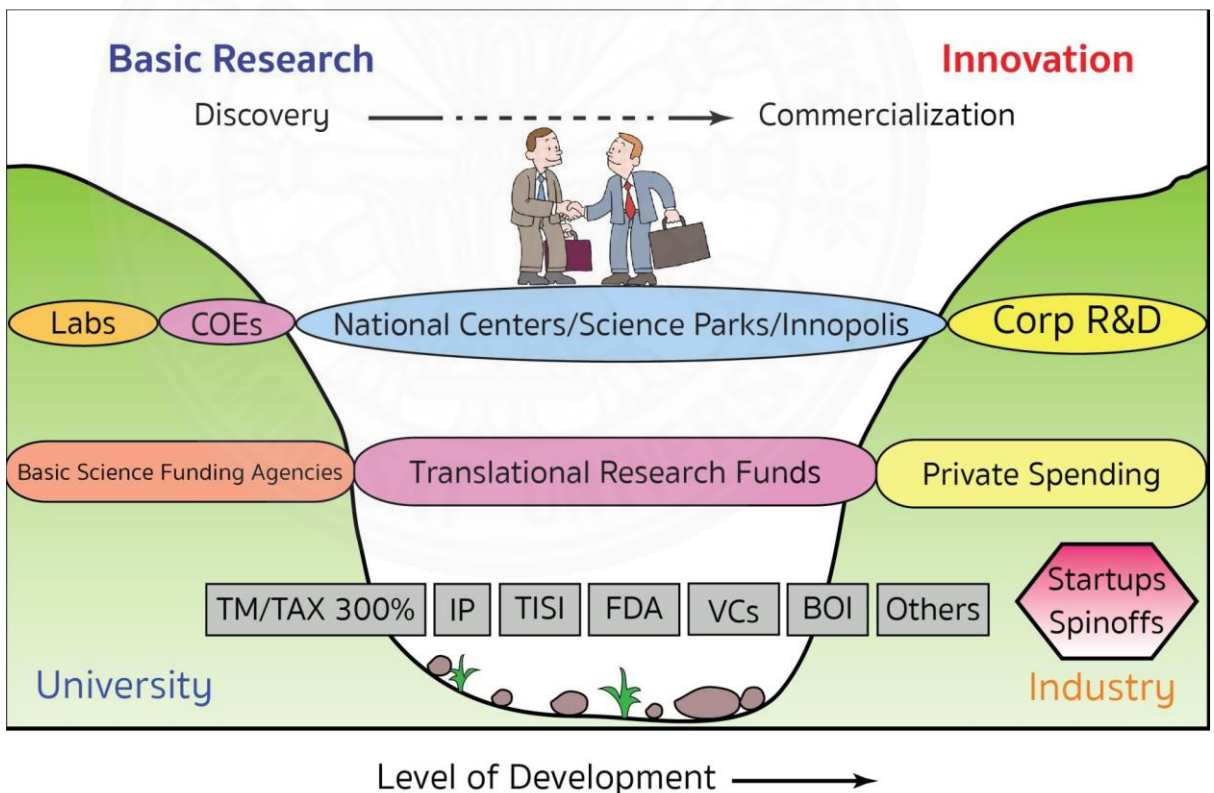 Basic Research
Innovation
Discovery
Commercialization
Labs
COEs
National Centers/Science Parks/Innopolis
Corp R&D
Basic Science Funding Agencies
Translational Research Funds
Private Spending
TM/TAX 300%
IP
TISI
FDA
VCs
BOI
Others
Startups
Spinoffs
University
Industry
Level of Development